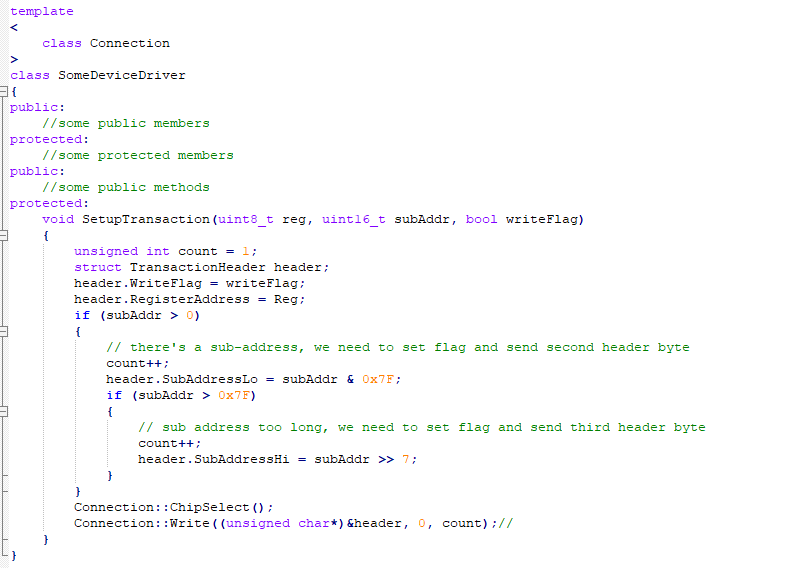 template
<
    class Connection
>
class SomeDeviceDriver
{
public:
    //some public members
protected:
    //some protected members
public:
    //some public methods
protected:
    void SetupTransaction(uint8_t reg, uint16_t subAddr, bool writeFlag)
    {
        unsigned int count = 1;
        struct TransactionHeader header;
        header.WriteFlag = writeFlag;
        header.RegisterAddress = Reg;
        if (subAddr > 0)
        {
            // there's a sub-address, we need to set flag and send second header byte
            count++;
            header.SubAddressLo = subAddr & 0x7F;
            if (subAddr > 0x7F)
            {
                // sub address too long, we need to set flag and send third header byte
                count++;
                header.SubAddressHi = subAddr >> 7;
            }
        }
        Connection::ChipSelect();
        Connection::Write((unsigned char*)&header, 0, count);//
    }
}